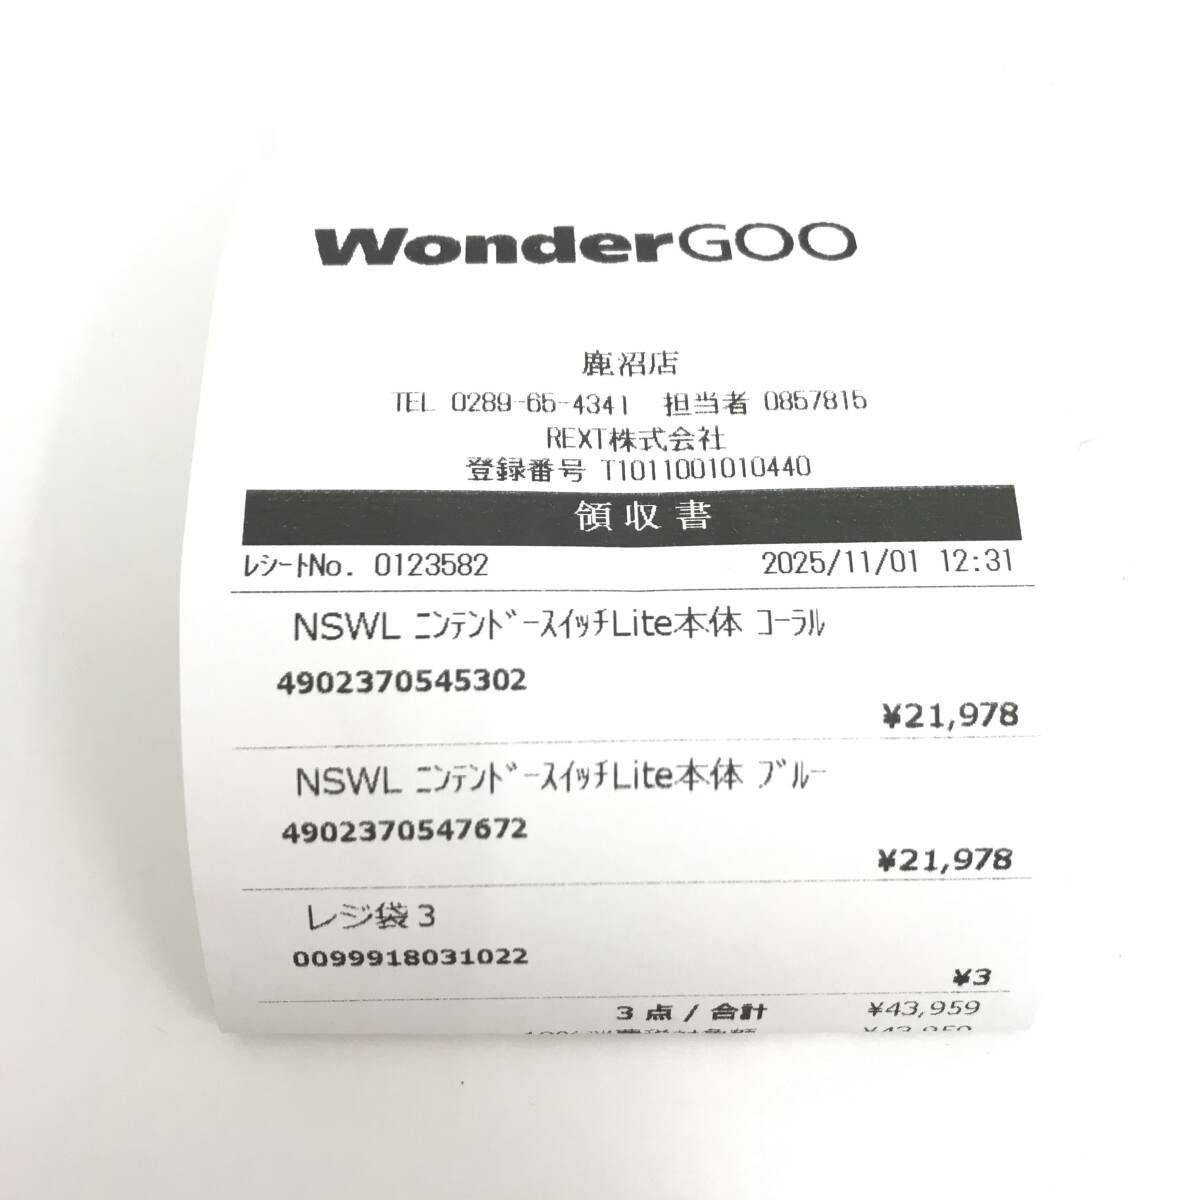 WonderGOO
鹿沼店
TEL 0289-65-4341 担当者 0857815
REXT株式会社
登録番号 T1011001010440
領収書
ﾚｼｰﾄNo. 0123582 2025/11/01 12:31
NSWL ﾆﾝﾃﾝﾄﾞｰｽｲｯﾁLite本体 ｺｰﾗﾙ
4902370545302
¥21,978
NSWL ﾆﾝﾃﾝﾄﾞｰｽｲｯﾁLite本体 ﾌﾞﾙｰ
4902370547672
¥21,978
レジ袋3
0099918031022
¥3
3点/合計 ¥43,959